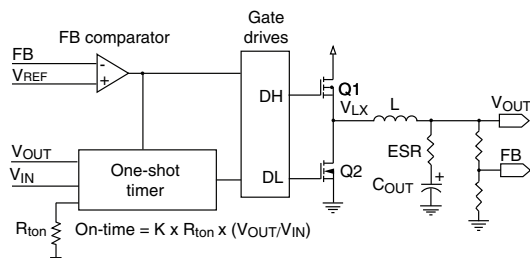 FB comparator
Gate
drives
FB
-
VREF
+
DH
Q1
VLX
L
VOUT
ESR
FB
VOUT
VIN
One-shot
timer
DL
Q2
COUT
+
Rton
On-time = K x Rton x (VOUT/VIN)